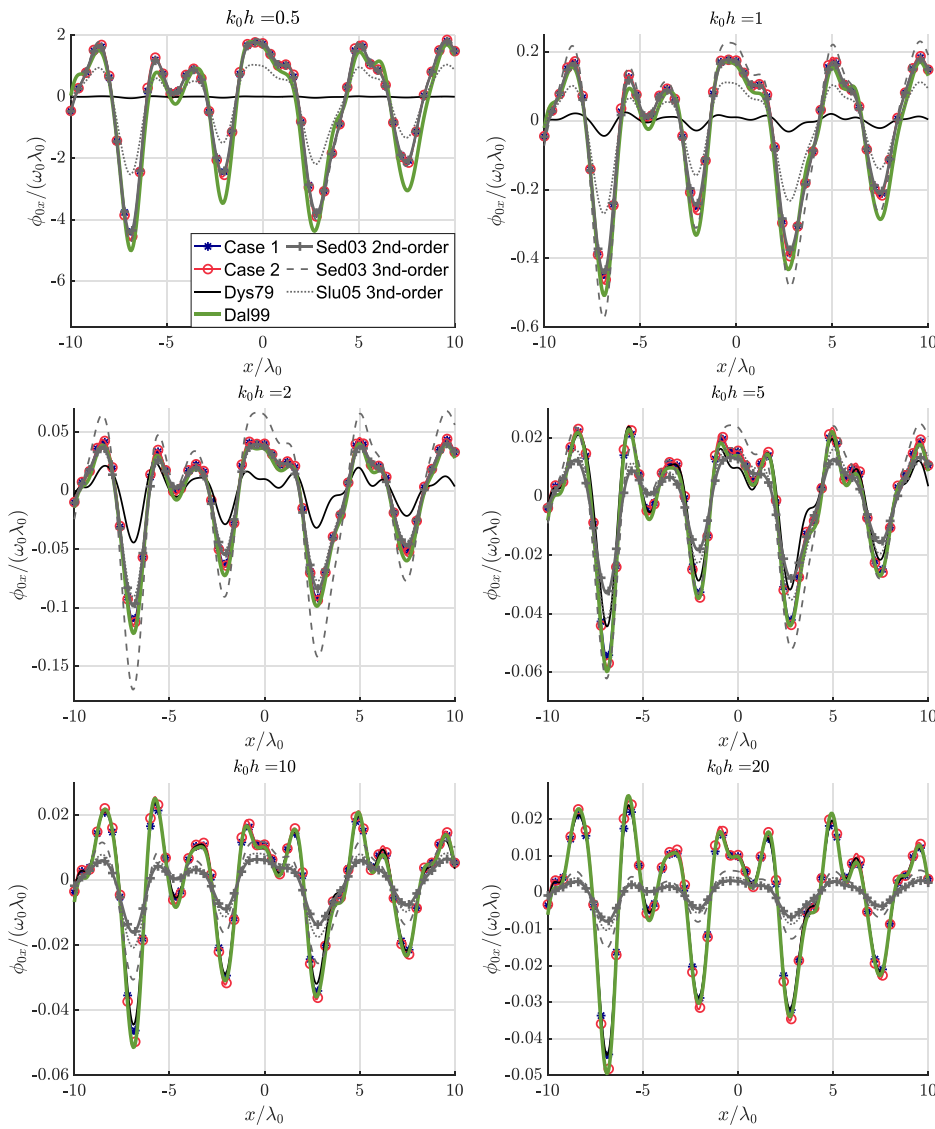 k₀h =0.5
2
0
-2
-4
-6
ϕ₀ₓ/(ω₀λ₀)
Case 1
Case 2
Dys79
Dal99
Sed03 2nd-order
Sed03 3nd-order
Slu05 3nd-order
-10 -5 0 5 10
x/λ₀
k₀h =1
0.2
0
-0.2
-0.4
-0.6
ϕ₀ₓ/(ω₀λ₀)
-10 -5 0 5 10
x/λ₀
k₀h =2
0.05
0
-0.05
-0.1
-0.15
ϕ₀ₓ/(ω₀λ₀)
-10 -5 0 5 10
x/λ₀
k₀h =5
0.02
0
-0.02
-0.04
-0.06
ϕ₀ₓ/(ω₀λ₀)
-10 -5 0 5 10
x/λ₀
k₀h =10
0.02
0
-0.02
-0.04
-0.06
ϕ₀ₓ/(ω₀λ₀)
-10 -5 0 5 10
x/λ₀
k₀h =20
0.02
0.01
0
-0.01
-0.02
-0.03
-0.04
-0.05
ϕ₀ₓ/(ω₀λ₀)
-10 -5 0 5 10
x/λ₀